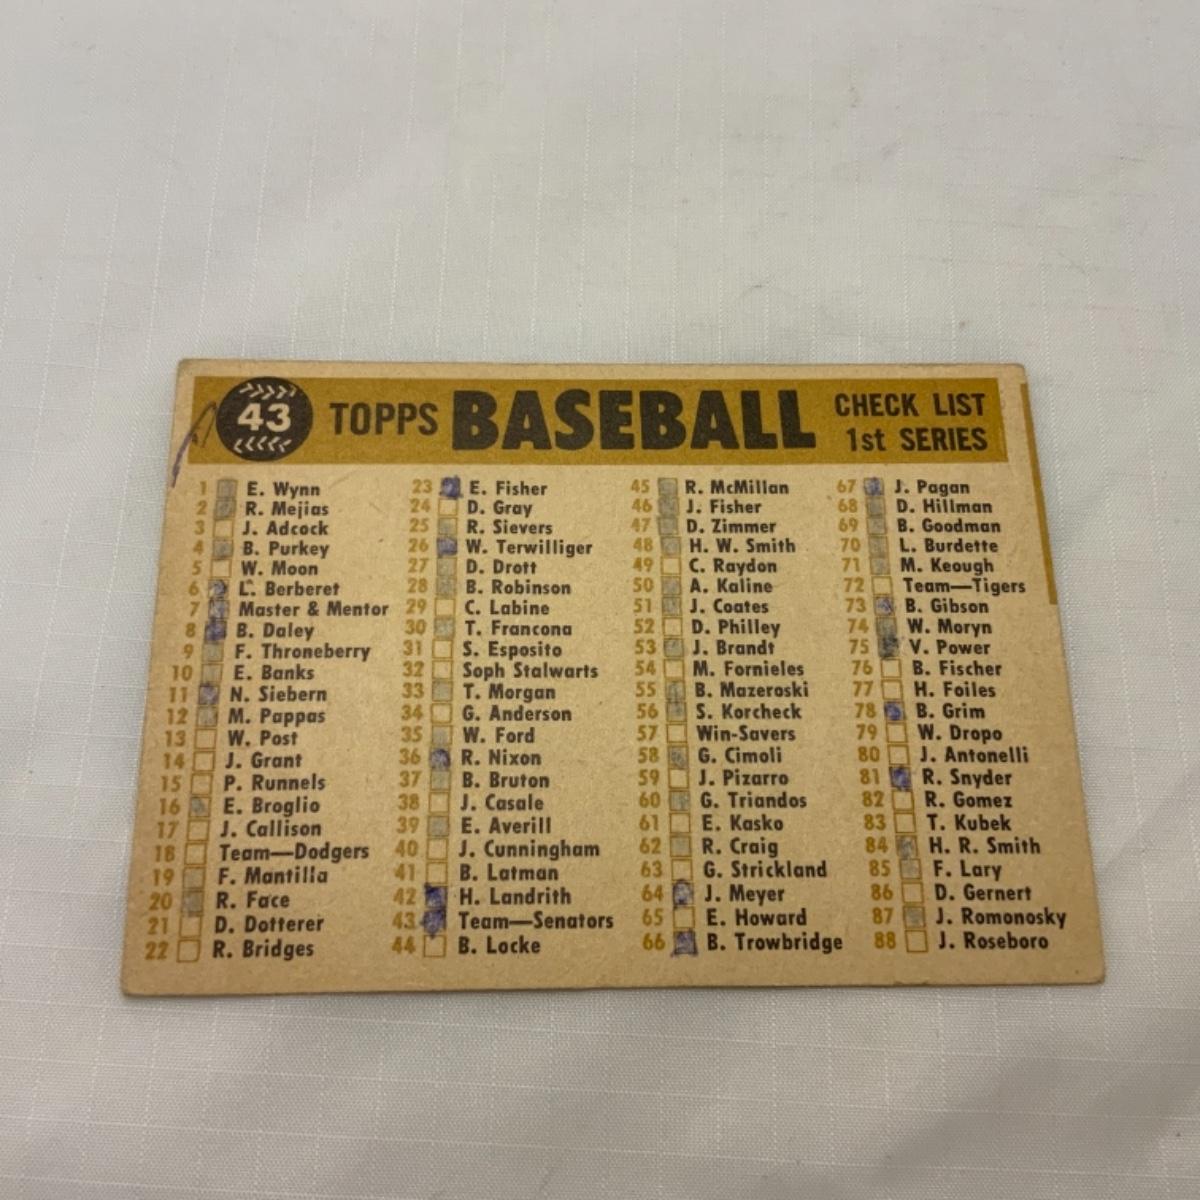 43 TOPPS BASEBALL CHECK LIST
1st SERIES
1 E. Wynn
2 R. Mejias
3 J. Adcock
4 B. Purkey
5 W. Moon
6 L. Berberet
7 Master & Mentor
8 B. Daley
9 F. Throneberry
10 E. Banks
11 N. Siebern
12 M. Pappas
13 W. Post
14 J. Grant
15 P. Runnels
16 E. Broglio
17 J. Callison
18 Team—Dodgers
19 F. Mantilla
20 R. Face
21 D. Dotterer
22 R. Bridges
23 E. Fisher
24 D. Gray
25 R. Sievers
26 W. Terwilliger
27 D. Drott
28 B. Robinson
29 C. Labine
30 T. Francona
31 S. Esposito
32 Soph Stalwarts
33 T. Morgan
34 G. Anderson
35 W. Ford
36 R. Nixon
37 B. Bruton
38 J. Casale
39 E. Averill
40 J. Cunningham
41 B. Latman
42 H. Landrith
43 Team—Senators
44 B. Locke
45 R. McMillan
46 J. Fisher
47 D. Zimmer
48 H. W. Smith
49 C. Raydon
50 A. Kaline
51 J. Coates
52 D. Philley
53 J. Brandt
54 M. Fornieles
55 B. Mazeroski
56 S. Korcheck
57 Win-Savers
58 G. Cimoli
59 J. Pizarro
60 G. Triandos
61 E. Kasko
62 R. Craig
63 G. Strickland
64 J. Meyer
65 E. Howard
66 B. Trowbridge
67 J. Pagan
68 D. Hillman
69 B. Goodman
70 L. Burdette
71 M. Keough
72 Team—Tigers
73 B. Gibson
74 W. Moryn
75 V. Power
76 B. Fischer
77 H. Foiles
78 B. Grim
79 W. Dropo
80 J. Antonelli
81 R. Snyder
82 R. Gomez
83 T. Kubek
84 H. R. Smith
85 F. Lary
86 D. Gernert
87 J. Romonosky
88 J. Roseboro